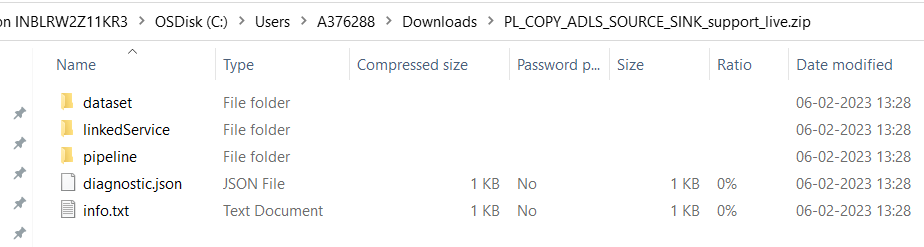 on INBLRW2Z11KR3 > OSDisk (C:) > Users > A376288 > Downloads > PL_COPY_ADLS_SOURCE_SINK_support_live.zip
Name Type Compressed size Password p... Size Ratio Date modified
dataset File folder 06-02-2023 13:28
linkedService File folder 06-02-2023 13:28
pipeline File folder 06-02-2023 13:28
diagnostic.json JSON File 1 KB No 1 KB 0% 06-02-2023 13:28
info.txt Text Document 1 KB No 1 KB 0% 06-02-2023 13:28